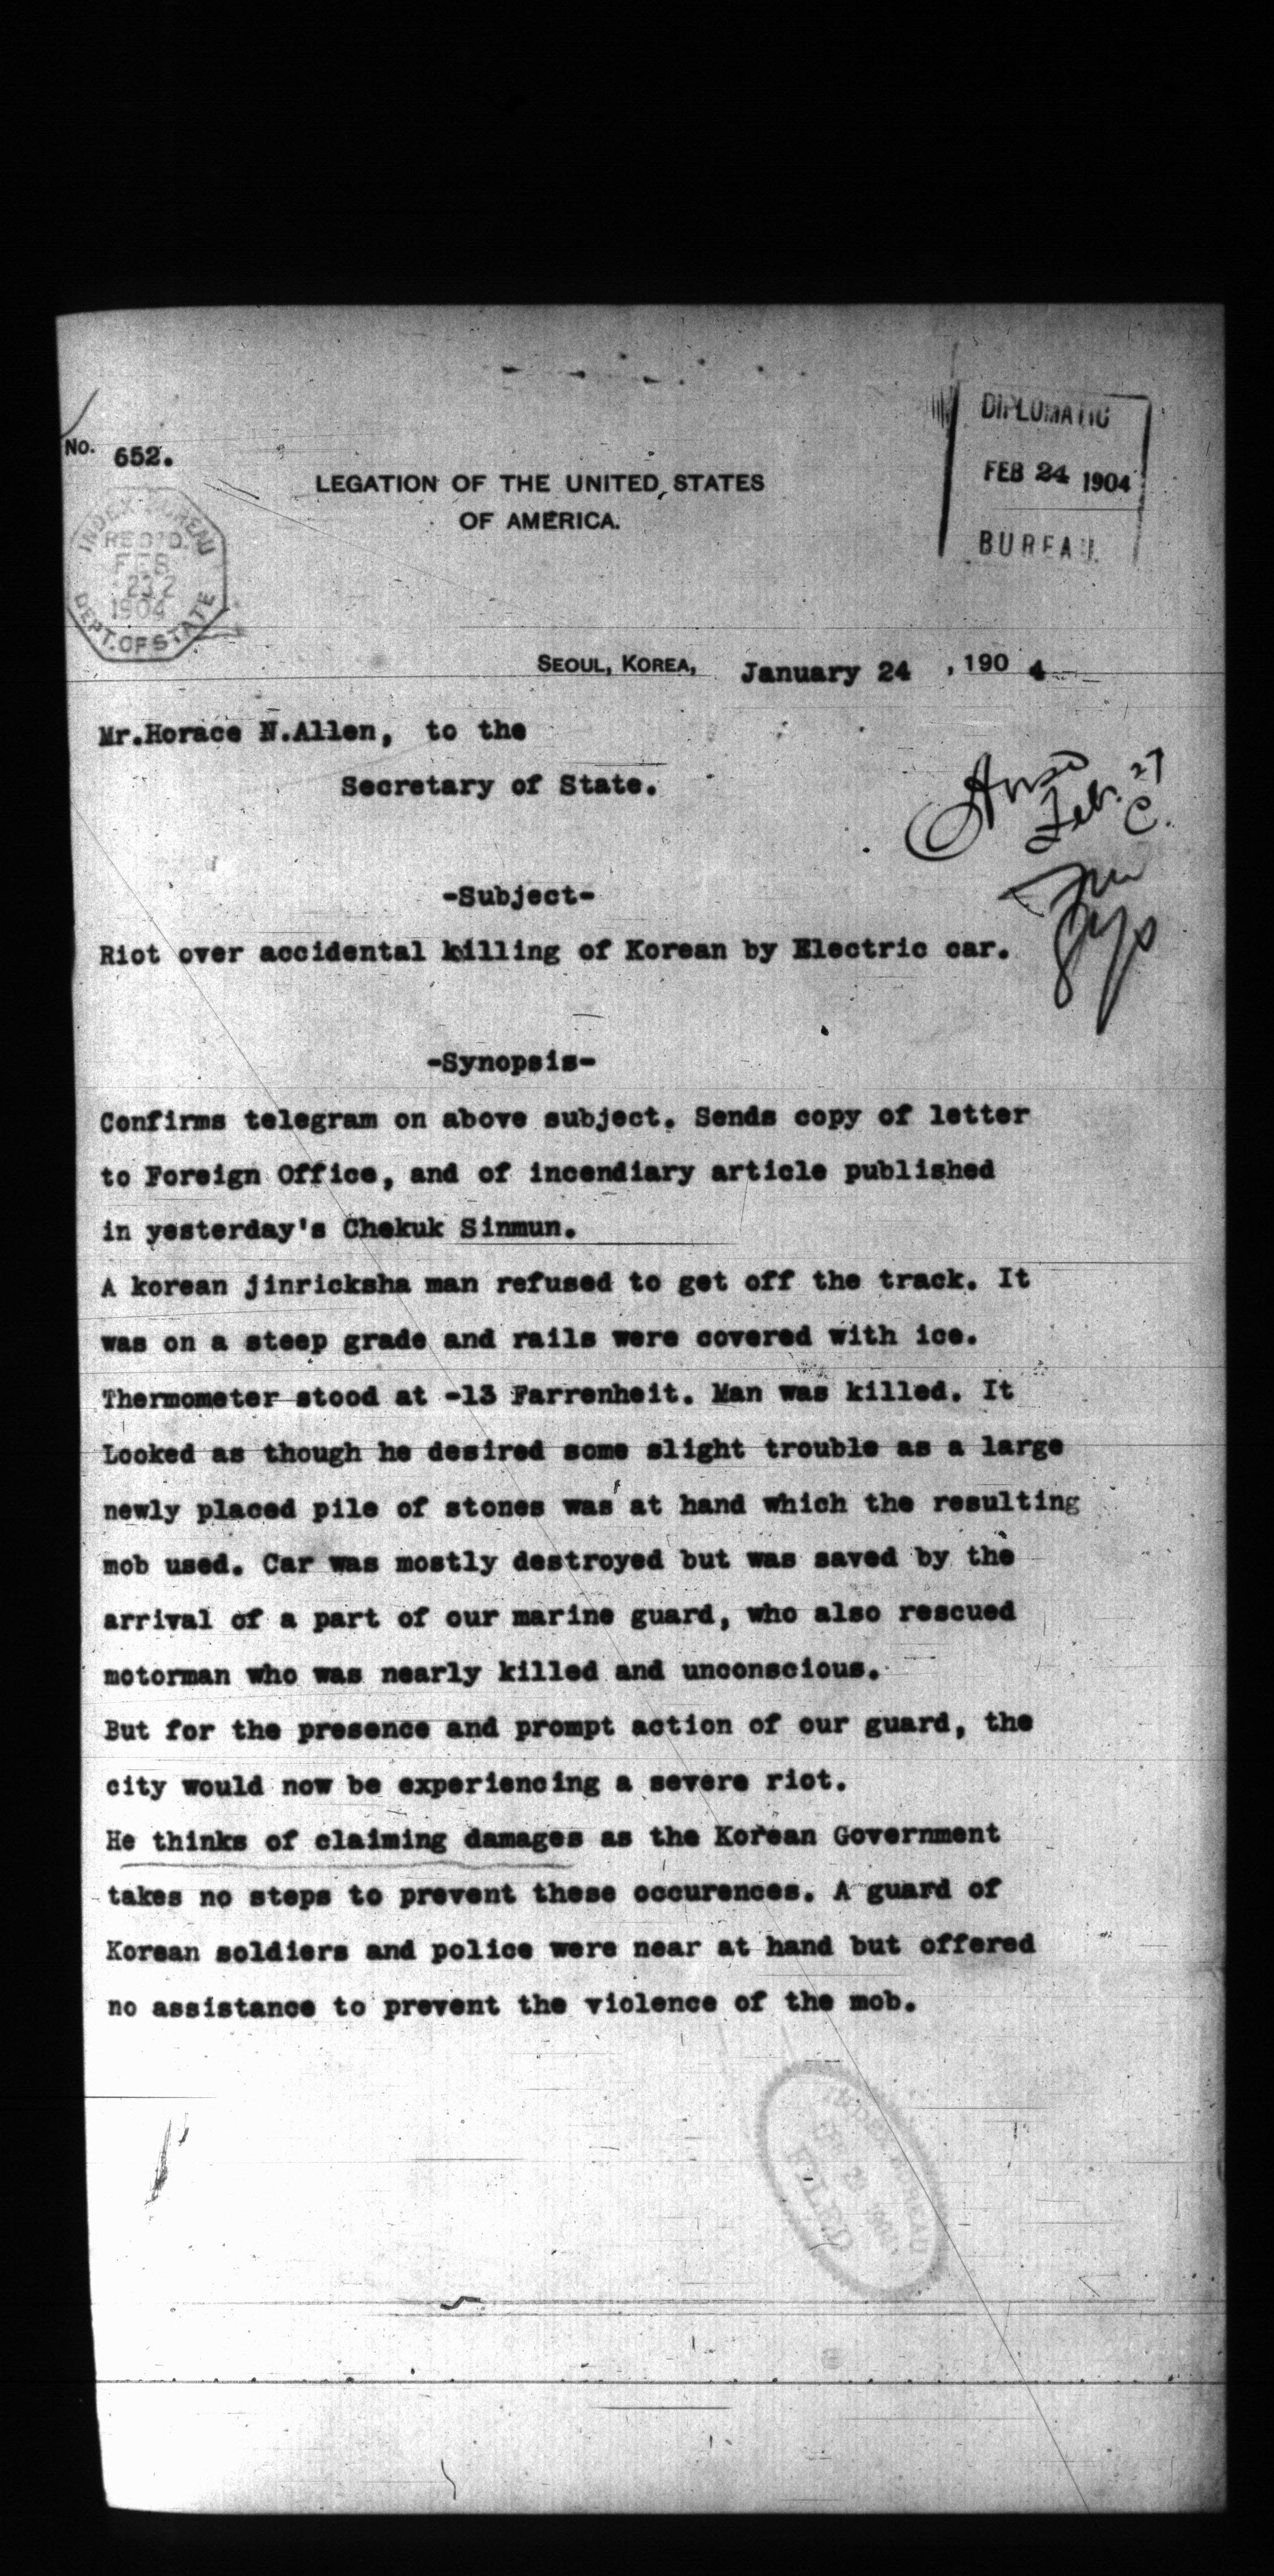 No. 652.
DIPLOMATIC
FEB 24 1904
BUREAU
LEGATION OF THE UNITED STATES
OF AMERICA.
INDEX BUREAU
REC'D.
FEB
23
1904
DEPT. OF STATE
SEOUL, KOREA, January 24 , 190 4
Mr.Horace N.Allen, to the
Secretary of State.
Feb. 27
C.
-Subject-
Riot over accidental killing of Korean by Electric car.
-Synopsis-
Confirms telegram on above subject. Sends copy of letter
to Foreign Office, and of incendiary article published
in yesterday's Chekuk Sinmun.
A korean jinricksha man refused to get off the track. It
was on a steep grade and rails were covered with ice.
Thermometer stood at -13 Farrenheit. Man was killed. It
Looked as though he desired some slight trouble as a large
newly placed pile of stones was at hand which the resulting
mob used. Car was mostly destroyed but was saved by the
arrival of a part of our marine guard, who also rescued
motorman who was nearly killed and unconscious.
But for the presence and prompt action of our guard, the
city would now be experiencing a severe riot.
He thinks of claiming damages as the Korean Government
takes no steps to prevent these occurences. A guard of
Korean soldiers and police were near at hand but offered
no assistance to prevent the violence of the mob.
INDEX BUREAU
FILED